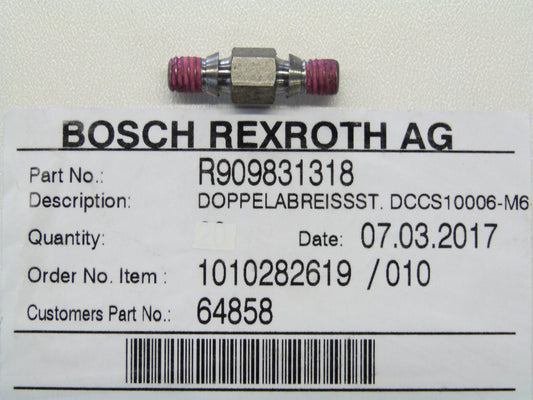 BOSCH REXROTH AG
Part No.: R909831318
Description: DOPPELABREISSST. DCCS10006-M6
Quantity: Date: 07.03.2017
Order No. Item : 1010282619 /010
Customers Part No.: 64858